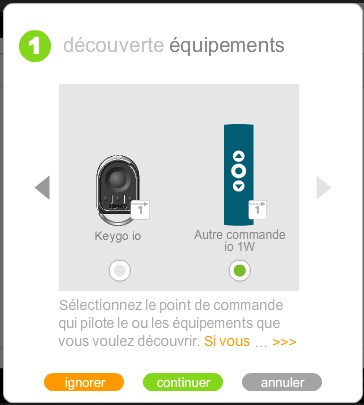 1 découverte équipements
1 1
Keygo io
Autre commande
io 1W
Sélectionnez le point de commande
qui pilote le ou les équipements que
vous voulez découvrir. Si vous ... >>>
ignorer continuer annuler